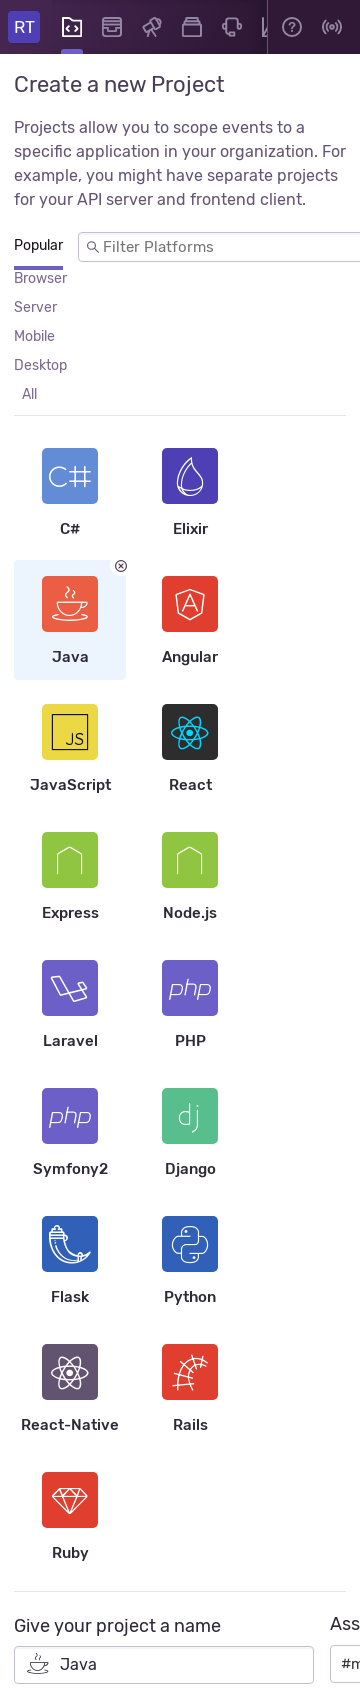 RT
Create a new Project
Projects allow you to scope events to a
specific application in your organization. For
example, you might have separate projects
for your API server and frontend client.
Popular
Filter Platforms
Browser
Server
Mobile
Desktop
All
C#
C#
Elixir
Java
Angular
JS
JavaScript
React
Express
Node.js
php
Laravel
PHP
php
dj
Symfony2
Django
Flask
Python
React-Native
Rails
Ruby
Give your project a name
Ass
Java
#m